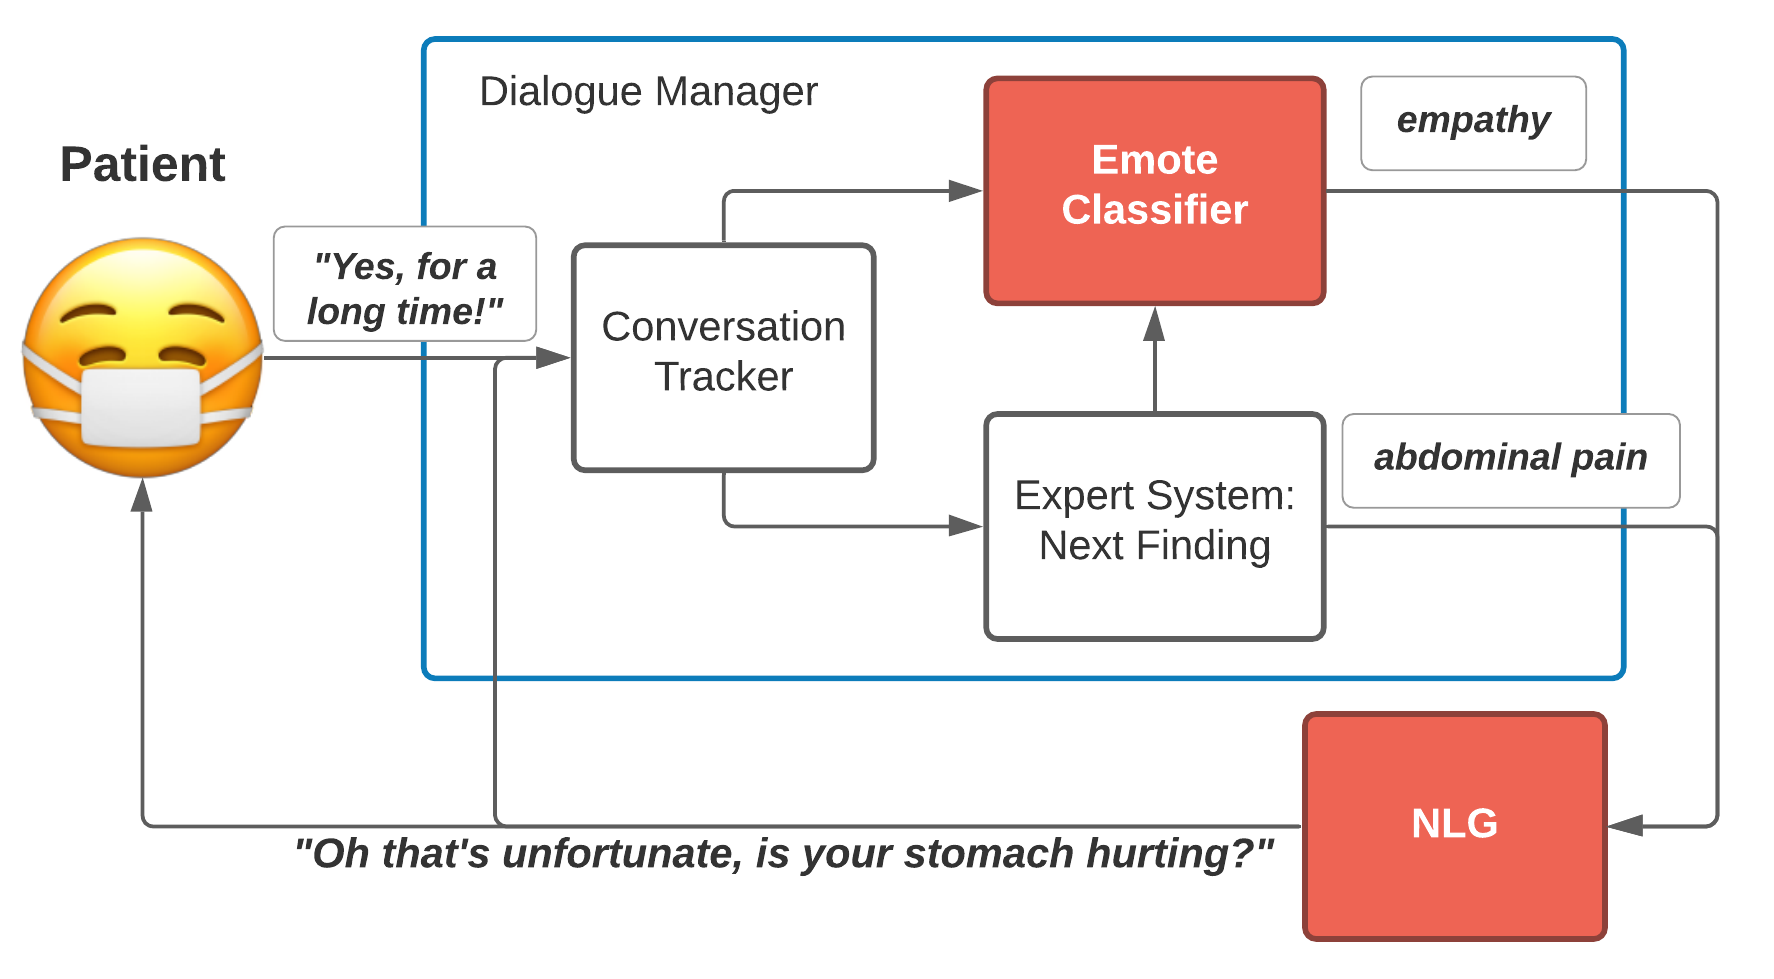 Dialogue Manager
Patient
"Yes, for a
long time!"
Conversation
Tracker
Emote
Classifier
empathy
Expert System:
Next Finding
abdominal pain
NLG
"Oh that's unfortunate, is your stomach hurting?"